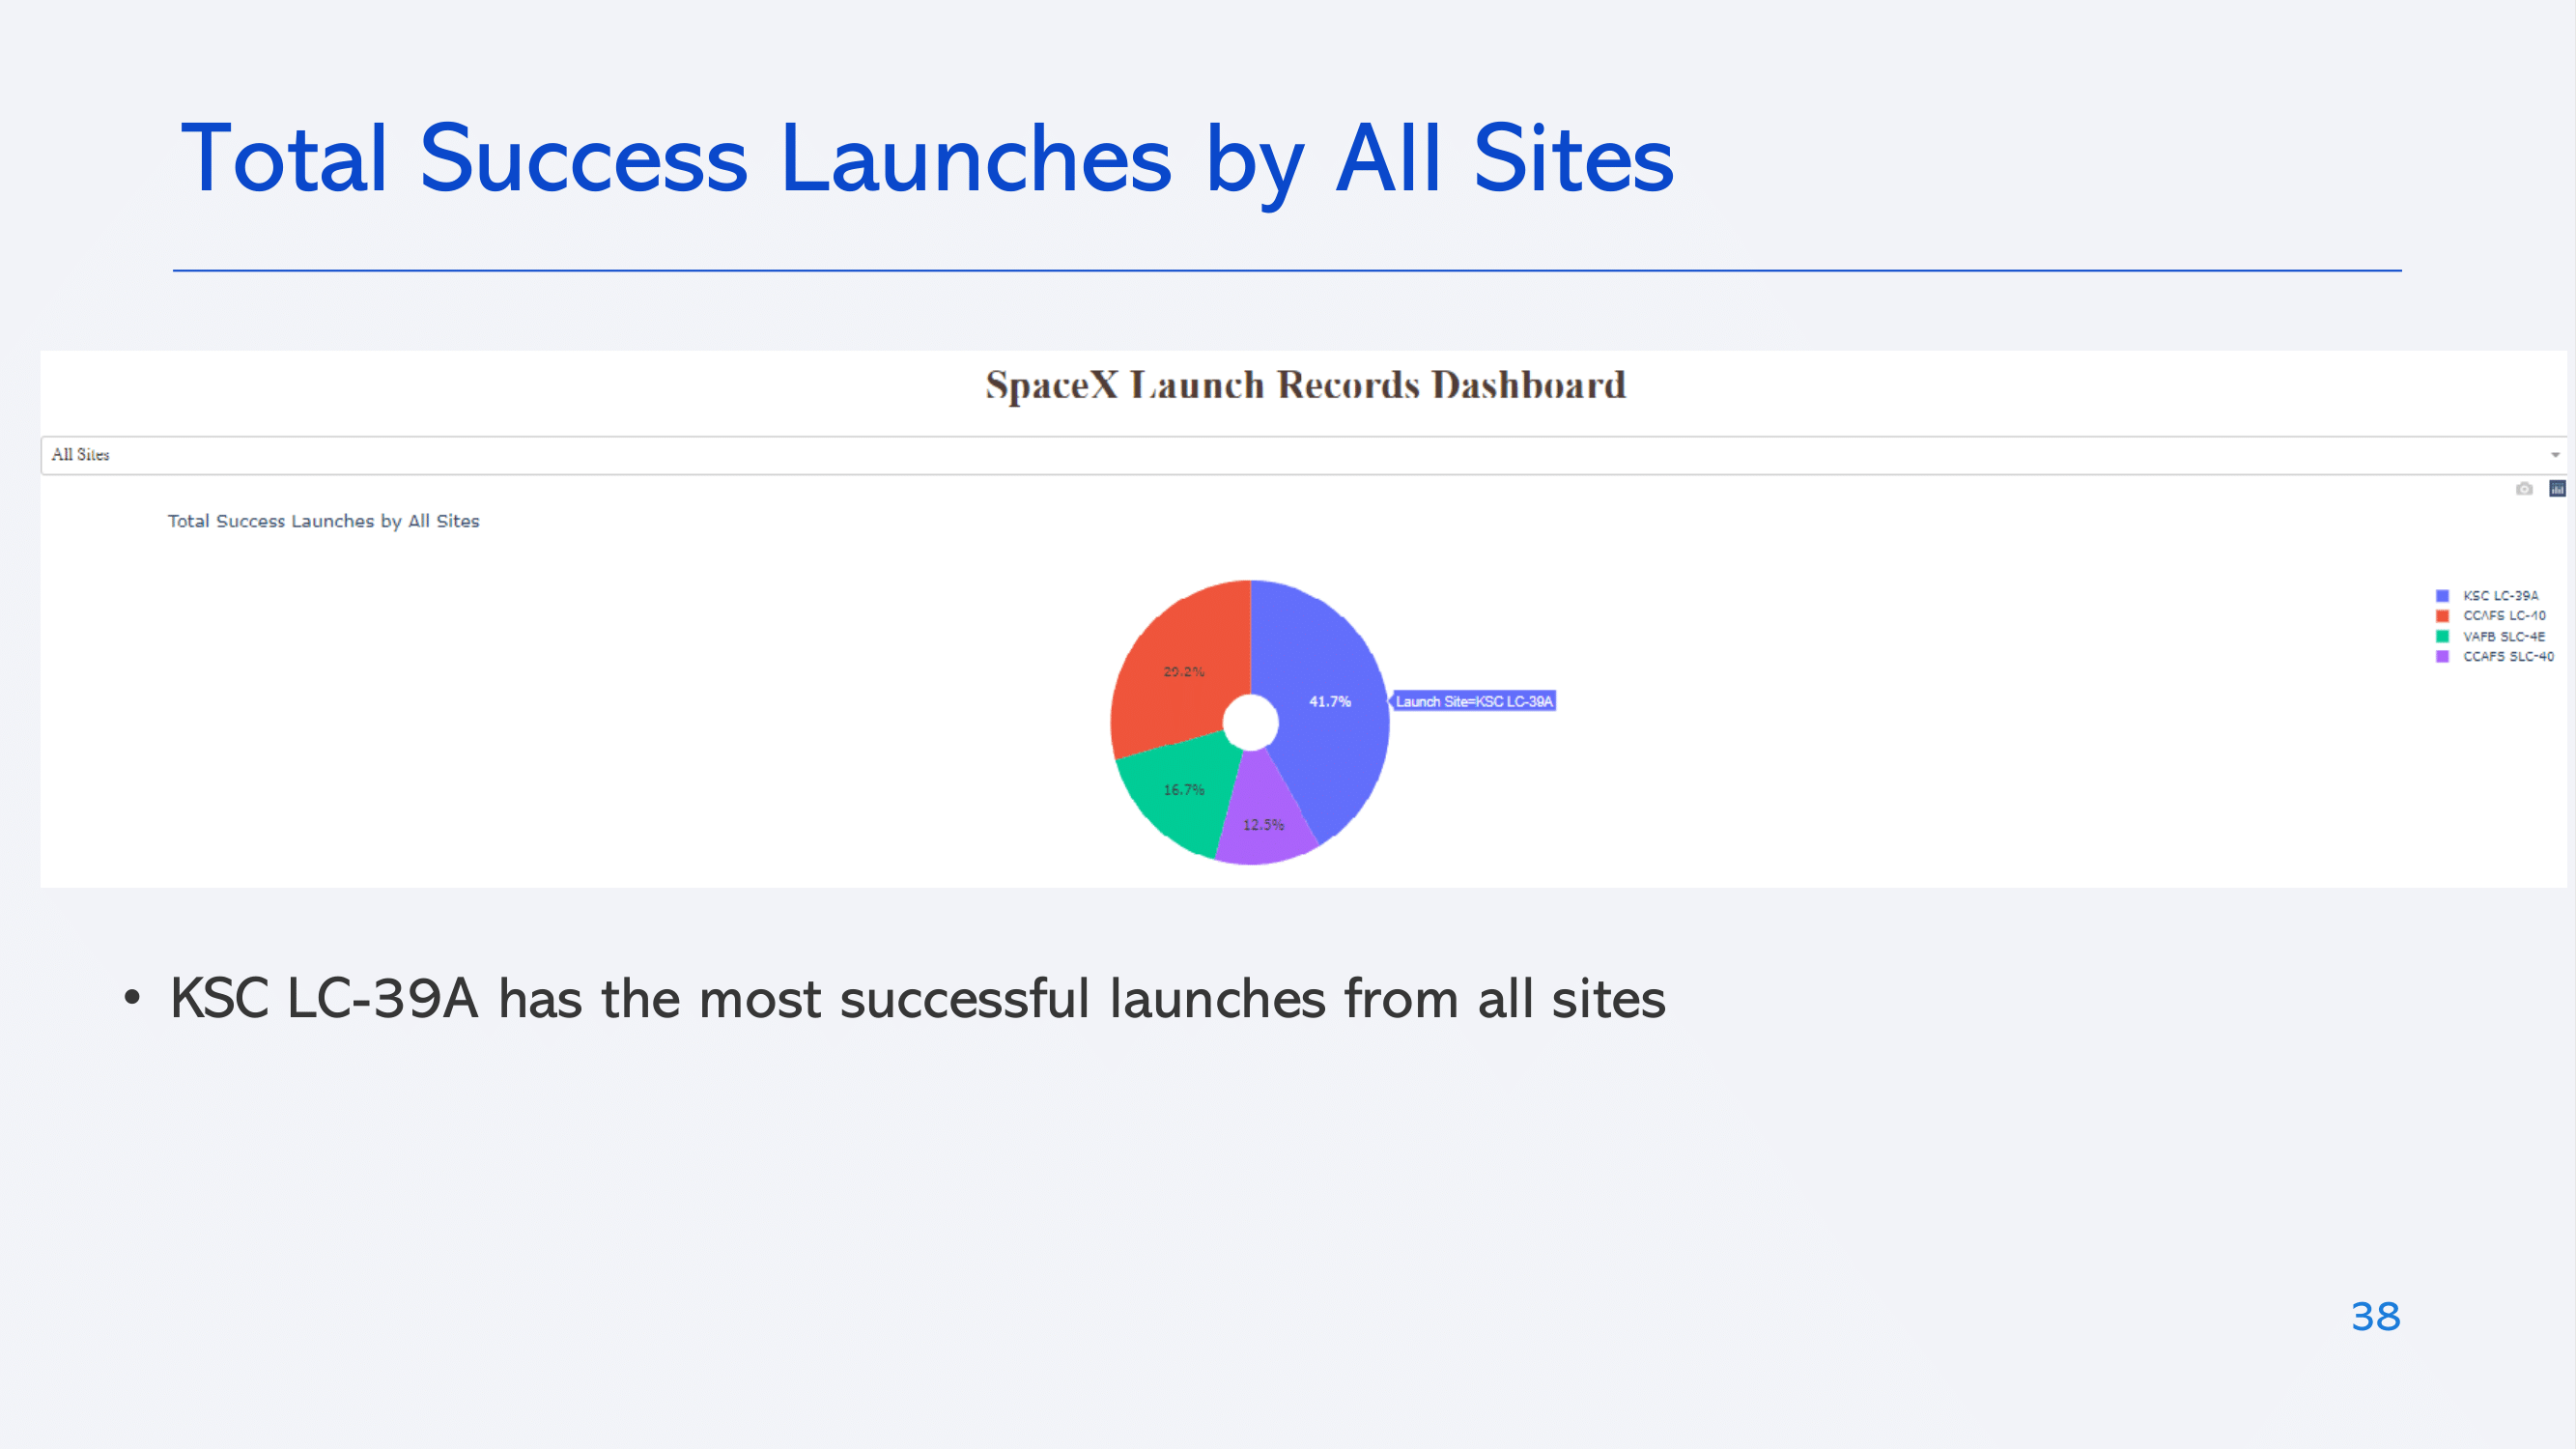 Total Success Launches by All Sites
SpaceX Launch Records Dashboard
All Sites
Total Success Launches by All Sites
KSC LC-39A
CCAFS LC-40
VAFB SLC-4E
CCAFS SLC-40
29.2%
41.7%
Launch Site=KSC LC-39A
16.7%
12.5%
• KSC LC-39A has the most successful launches from all sites
38